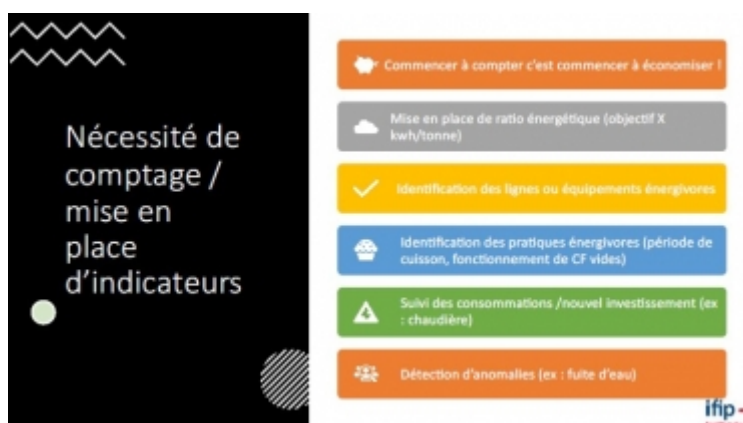 Nécessité de
comptage /
mise en
place
d'indicateurs
Commencer à compter c'est commencer à économiser !
Mise en place de ratio énergétique (objectif X
kwh/tonne)
Identification des lignes ou équipements énergivores
Identification des pratiques énergivores (période de
cuisson, fonctionnement de CF vides)
Suivi des consommations /nouvel investissement (ex
: chaudière)
Détection d'anomalies (ex : fuite d'eau)
ifip